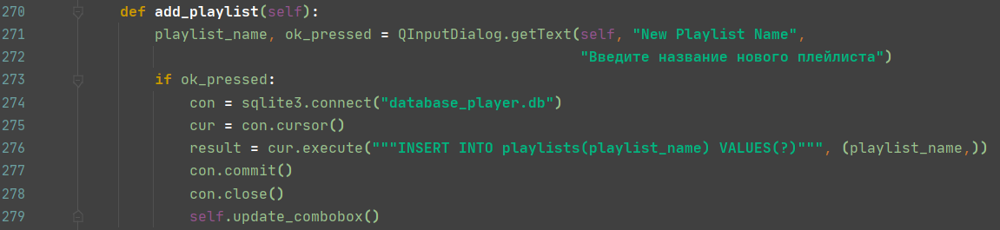 270 def add_playlist(self):
271 playlist_name, ok_pressed = QInputDialog.getText(self, "New Playlist Name",
272 "Введите название нового плейлиста")
273 if ok_pressed:
274 con = sqlite3.connect("database_player.db")
275 cur = con.cursor()
276 result = cur.execute("""INSERT INTO playlists(playlist_name) VALUES(?)""", (playlist_name,))
277 con.commit()
278 con.close()
279 self.update_combobox()